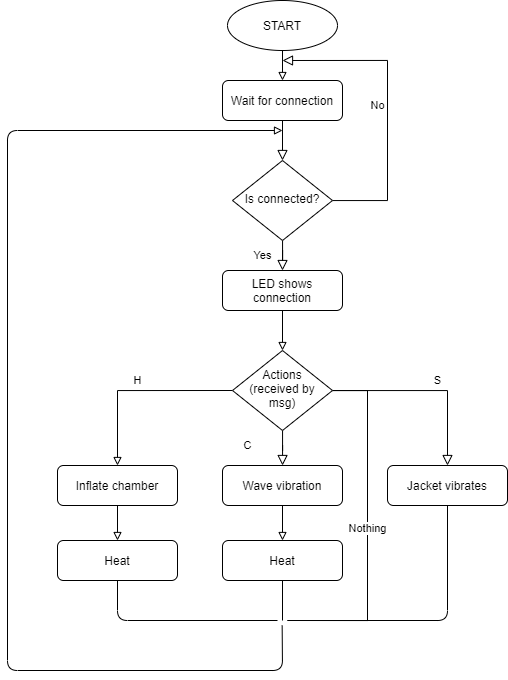 START
Wait for connection
No
Is connected?
Yes
LED shows
connection
Actions
(received by
msg)
H
S
C
Inflate chamber
Wave vibration
Jacket vibrates
Nothing
Heat
Heat